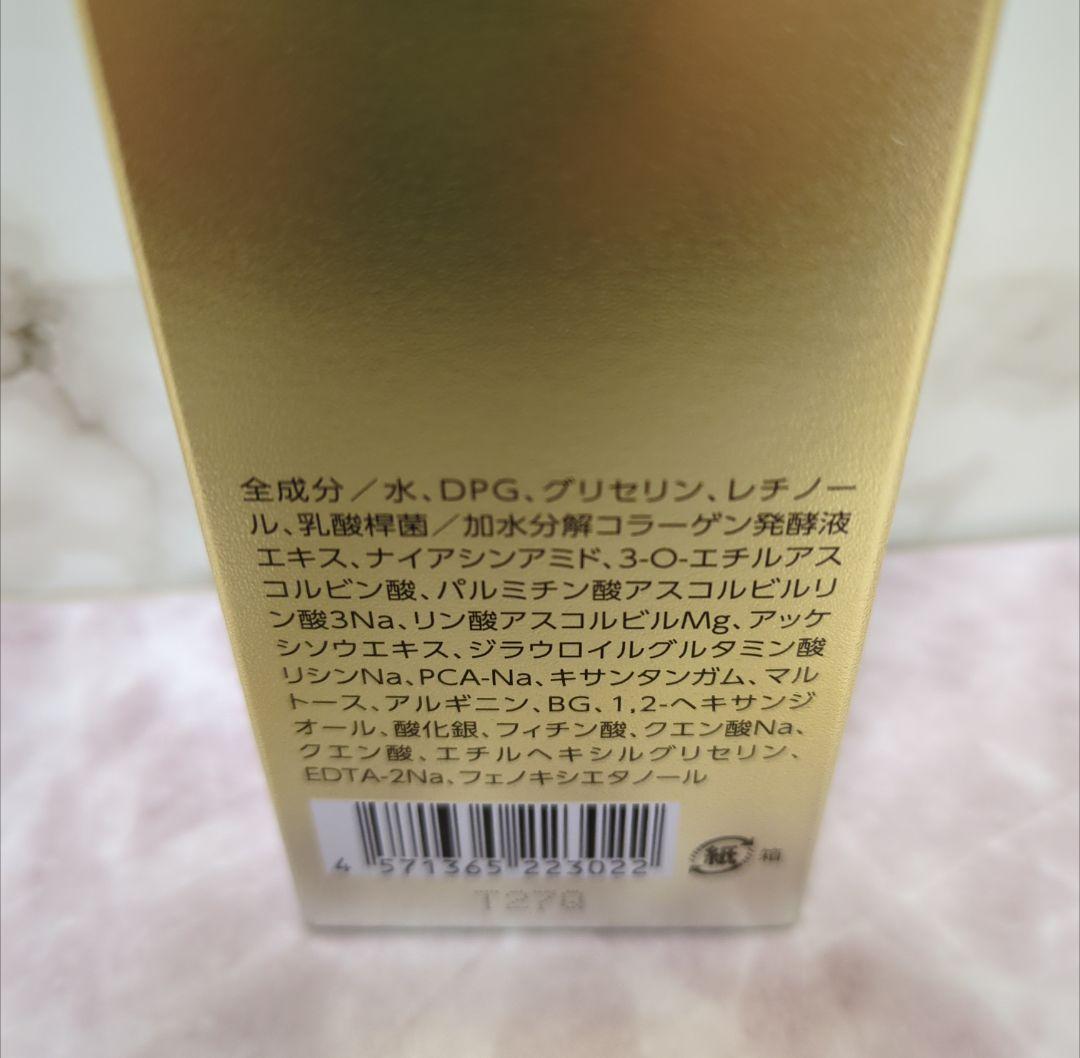 全成分／水、DPG、グリセリン、レチノー
ル、乳酸桿菌／加水分解コラーゲン発酵液
エキス、ナイアシンアミド、3-O-エチルアス
コルビン酸、パルミチン酸アスコルビルリ
ン酸3Na、リン酸アスコルビルMg、アッケ
シソウエキス、ジラウロイルグルタミン酸
リシンNa、PCA-Na、キサンタンガム、マル
トース、アルギニン、BG、1,2-ヘキサンジ
オール、酸化銀、フィチン酸、クエン酸Na、
クエン酸、エチルヘキシルグリセリン、
EDTA-2Na、フェノキシエタノール
4 571365 223022
紙 箱
T27Q